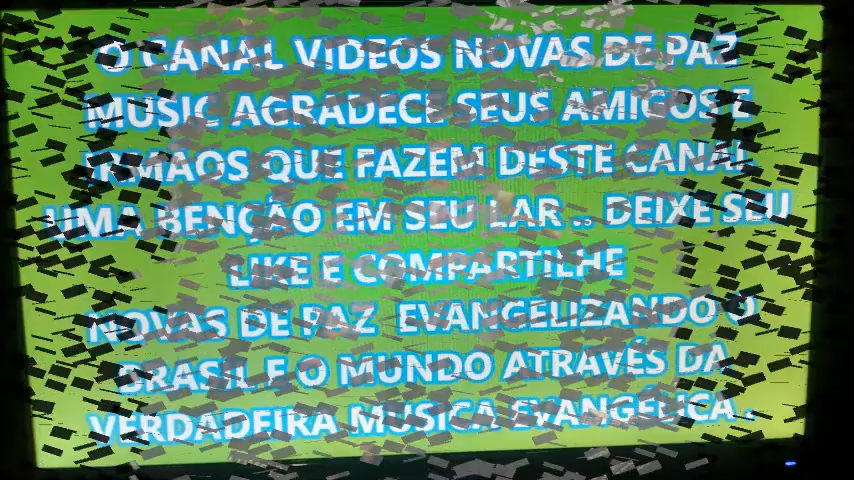 O CANAL VIDEOS NOVAS DE PAZ
MUSIC AGRADECE SEUS AMIGOS E
IRMAOS QUE FAZEM DESTE CANAL
UMA BENÇÃO EM SEU LAR .. DEIXE SEU
LIKE E COMPARTILHE
NOVAS DE PAZ EVANGELIZANDO O
BRASIL E O MUNDO ATRAVÉS DA
VERDADEIRA MUSICA EVANGÉLICA .